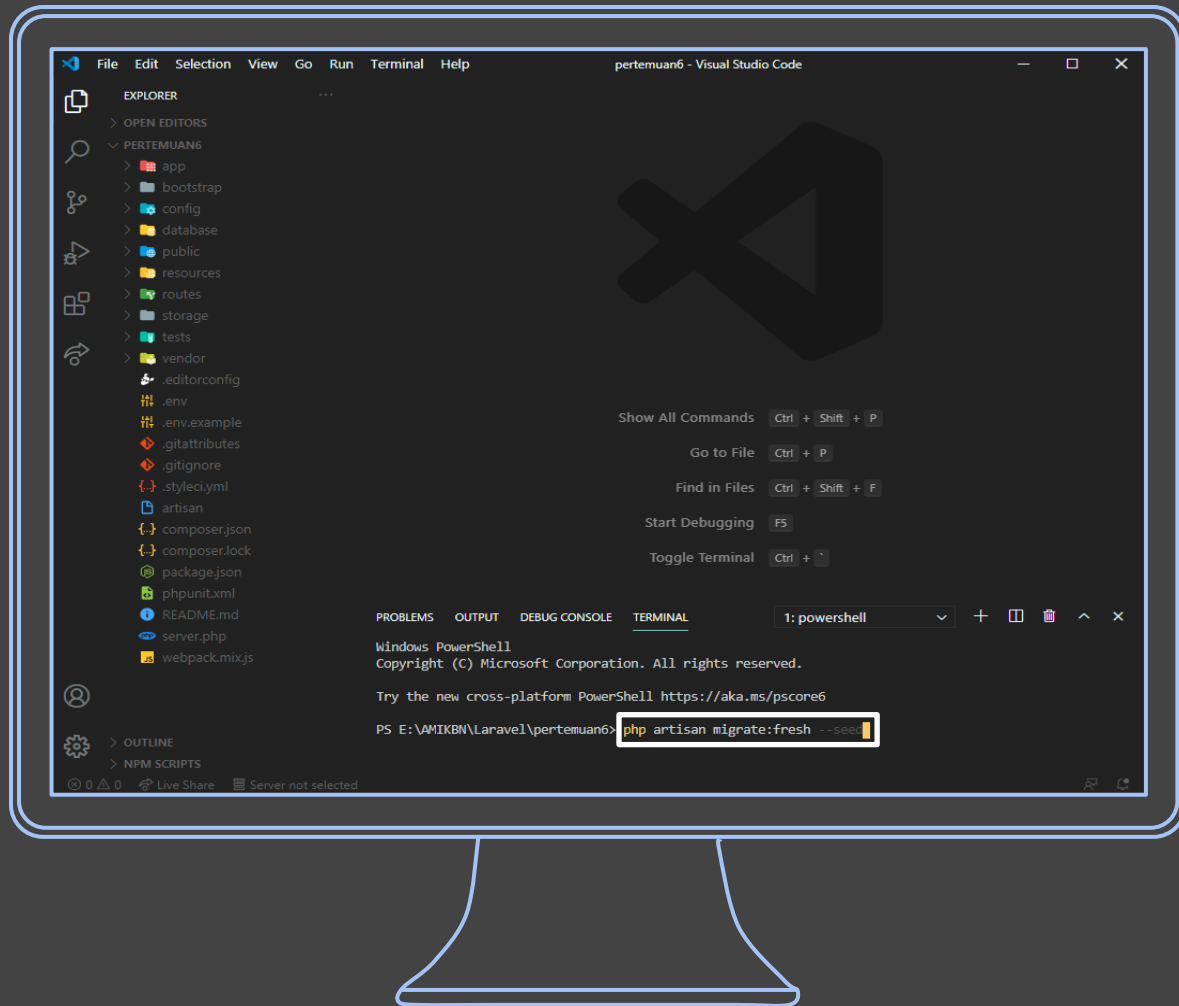 File Edit Selection View Go Run Terminal Help pertemuan6 - Visual Studio Code
EXPLORER ...
OPEN EDITORS
PERTEMUAN6
app
bootstrap
config
database
public
resources
routes
storage
tests
vendor
.editorconfig
.env
.env.example
.gitattributes
.gitignore
.styleci.yml
artisan
composer.json
composer.lock
package.json
phpunit.xml
README.md
server.php
webpack.mix.js
OUTLINE
NPM SCRIPTS
Show All Commands Ctrl + Shift + P
Go to File Ctrl + P
Find in Files Ctrl + Shift + F
Start Debugging F5
Toggle Terminal Ctrl + `
PROBLEMS OUTPUT DEBUG CONSOLE TERMINAL 1: powershell
Windows PowerShell
Copyright (C) Microsoft Corporation. All rights reserved.
Try the new cross-platform PowerShell https://aka.ms/pscore6
PS E:\AMIKBN\Laravel\pertemuan6> php artisan migrate:fresh --seed
0 0 Live Share Server not selected